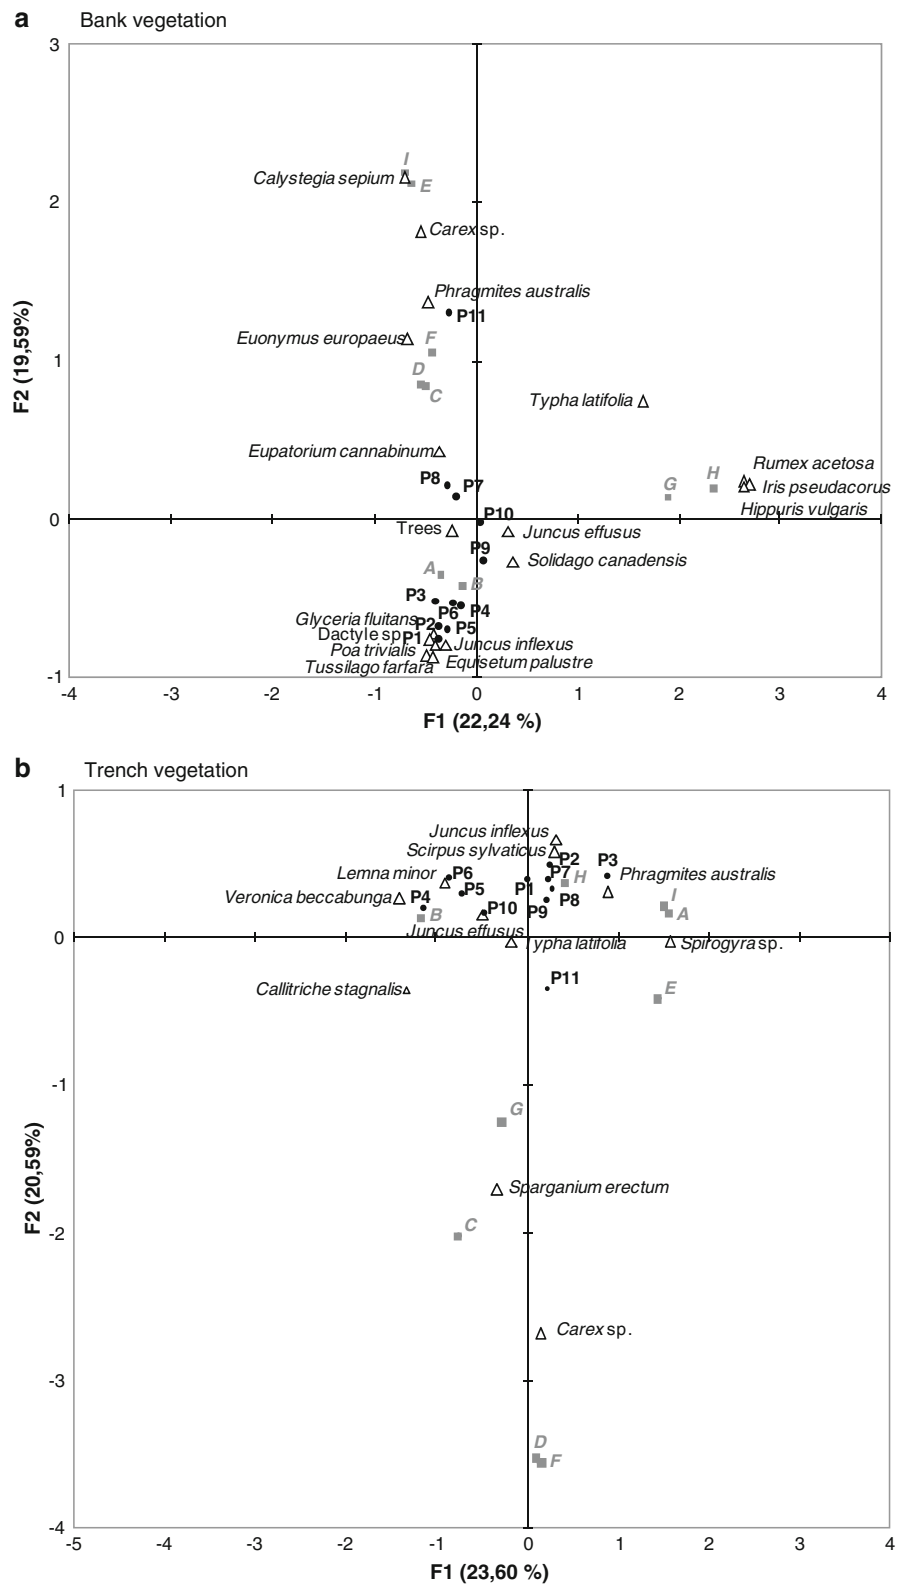 a Bank vegetation
3
I
Calystegia sepium E
2
Carex sp.
Phragmites australis
P11
Euonymus europaeus F
1
D
C
F2 (19,59%)
Typha latifolia
Eupatorium cannabinum
Rumex acetosa
P8 P7 G H Iris pseudacorus
P10 Hippuris vulgaris
0
Trees Juncus effusus
P9
Solidago canadensis
A B
P3 P6 P4
Glyceria fluitans P2 P5
Dactyle sp P1 Juncus inflexus
Poa trivialis
Tussilago farfara Equisetum palustre
-1
-4 -3 -2 -1 0 1 2 3 4
F1 (22,24 %)
b Trench vegetation
1
Juncus inflexus
Scirpus sylvaticus P2 P3
Lemna minor P6 P7 H Phragmites australis
Veronica beccabunga P4 P5 P1 P8 I
B P10 P9 A
Juncus effusus
0
Typha latifolia Spirogyra sp.
P11
Callitriche stagnalis E
-1
G
F2 (20,59%)
Sparganium erectum
C
-2
Carex sp.
-3
D
F
-4
-5 -4 -3 -2 -1 0 1 2 3 4
F1 (23,60 %)